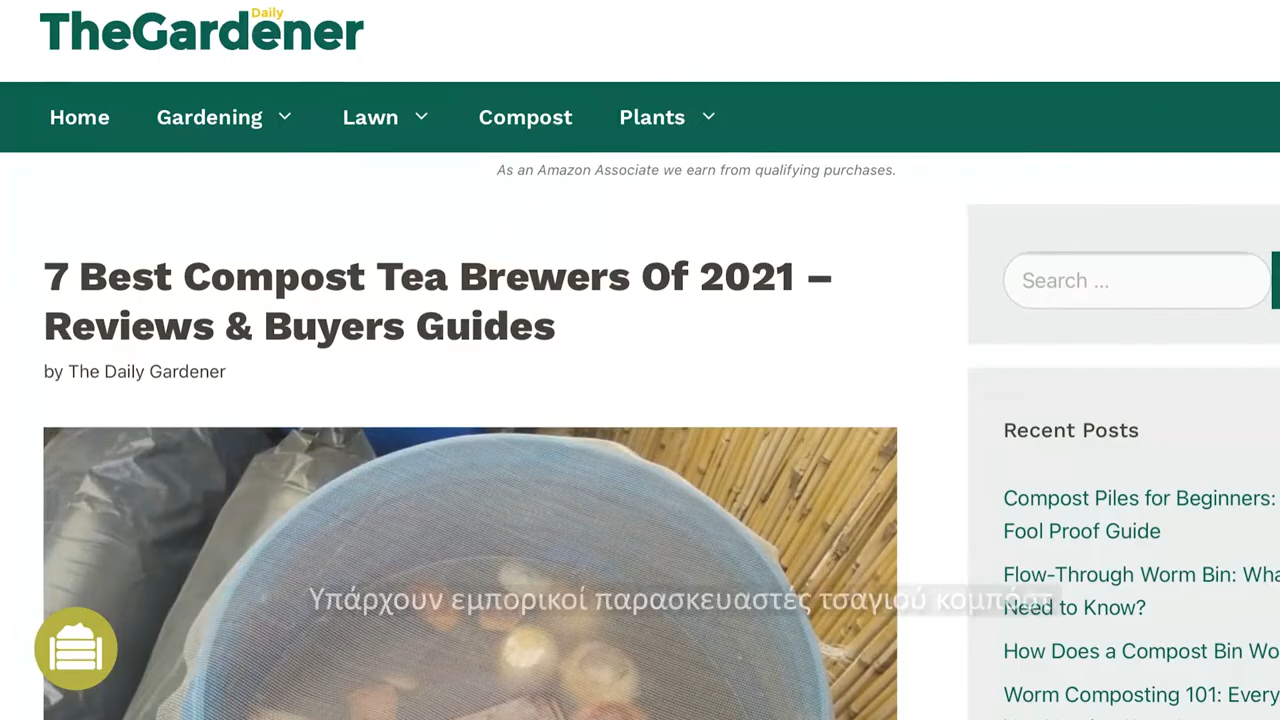 Daily
TheGardener
Home Gardening Lawn Compost Plants
As an Amazon Associate we earn from qualifying purchases.
7 Best Compost Tea Brewers Of 2021 –
Reviews & Buyers Guides
by The Daily Gardener
Search ...
Recent Posts
Compost Piles for Beginners:
Fool Proof Guide
Flow-Through Worm Bin:
Need to Know?
How Does a Compost Bin
Worm Composting 101:
Υπάρχουν εμπορικοί παρασκευαστές τσαγιού κομπόστ